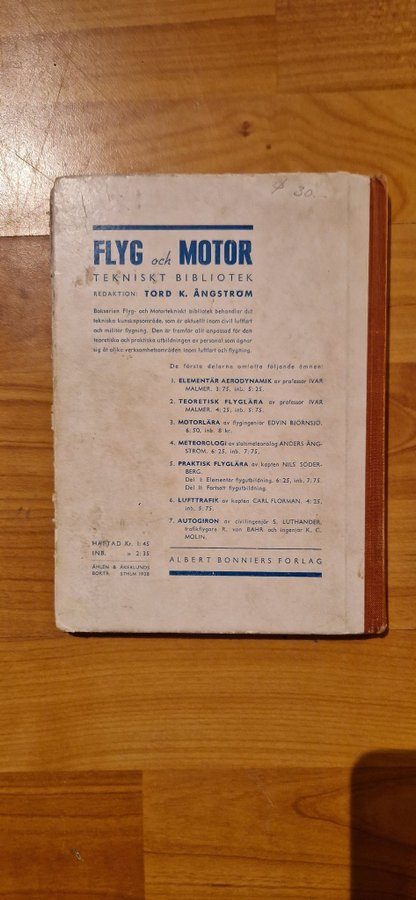 30
FLYG och MOTOR
TEKNISKT BIBLIOTEK
REDAKTION: TORD K. ÅNGSTRÖM
Bokserien Flyg- och Motortekniskt bibliotek behandlar det
tekniska kunskapsområde, som är aktuellt inom civil luftfart
och militär flygning. Den är framför allt anpassad för den
teoretiska och praktiska utbildningen av personal som ägnar
sig åt olika verksamhetsområden inom luftfart och flygning.
De första delarna omfatta följande ämnen:
1. ELEMENTÄR AERODYNAMIK av professor IVAR
MALMER. 3: 75, inb. 5: 25.
2. TEORETISK FLYGLÄRA av professor IVAR
MALMER. 4: 25, inb. 5: 75.
3. MOTORLÄRA av flygingenjör EDVIN BJÖRNSJÖ.
6: 50, inb. 8 kr.
4. METEOROLOGI av statsmeteorolog ANDERS ÅNG-
STRÖM. 6: 25, inb. 7: 75.
5. PRAKTISK FLYGLÄRA av kapten NILS SÖDER-
BERG.
Del I: Elementär flygutbildning. 6: 25, inb. 7: 75.
Del II: Fortsatt flygutbildning.
6. LUFTTRAFIK av kapten CARL FLORMAN. 4: 25,
inb. 5: 75.
7. AUTOGIRON av civilingenjör S. LUTHANDER,
trafikflygare R. von BAHR och ingenjör K. C.
MOLIN.
HÄFTAD Kr. 1: 45
INB. » 2: 35
ÅHLÉN & ÅKERLUNDS
BOKTR. STHLM 1938
ALBERT BONNIERS FÖRLAG